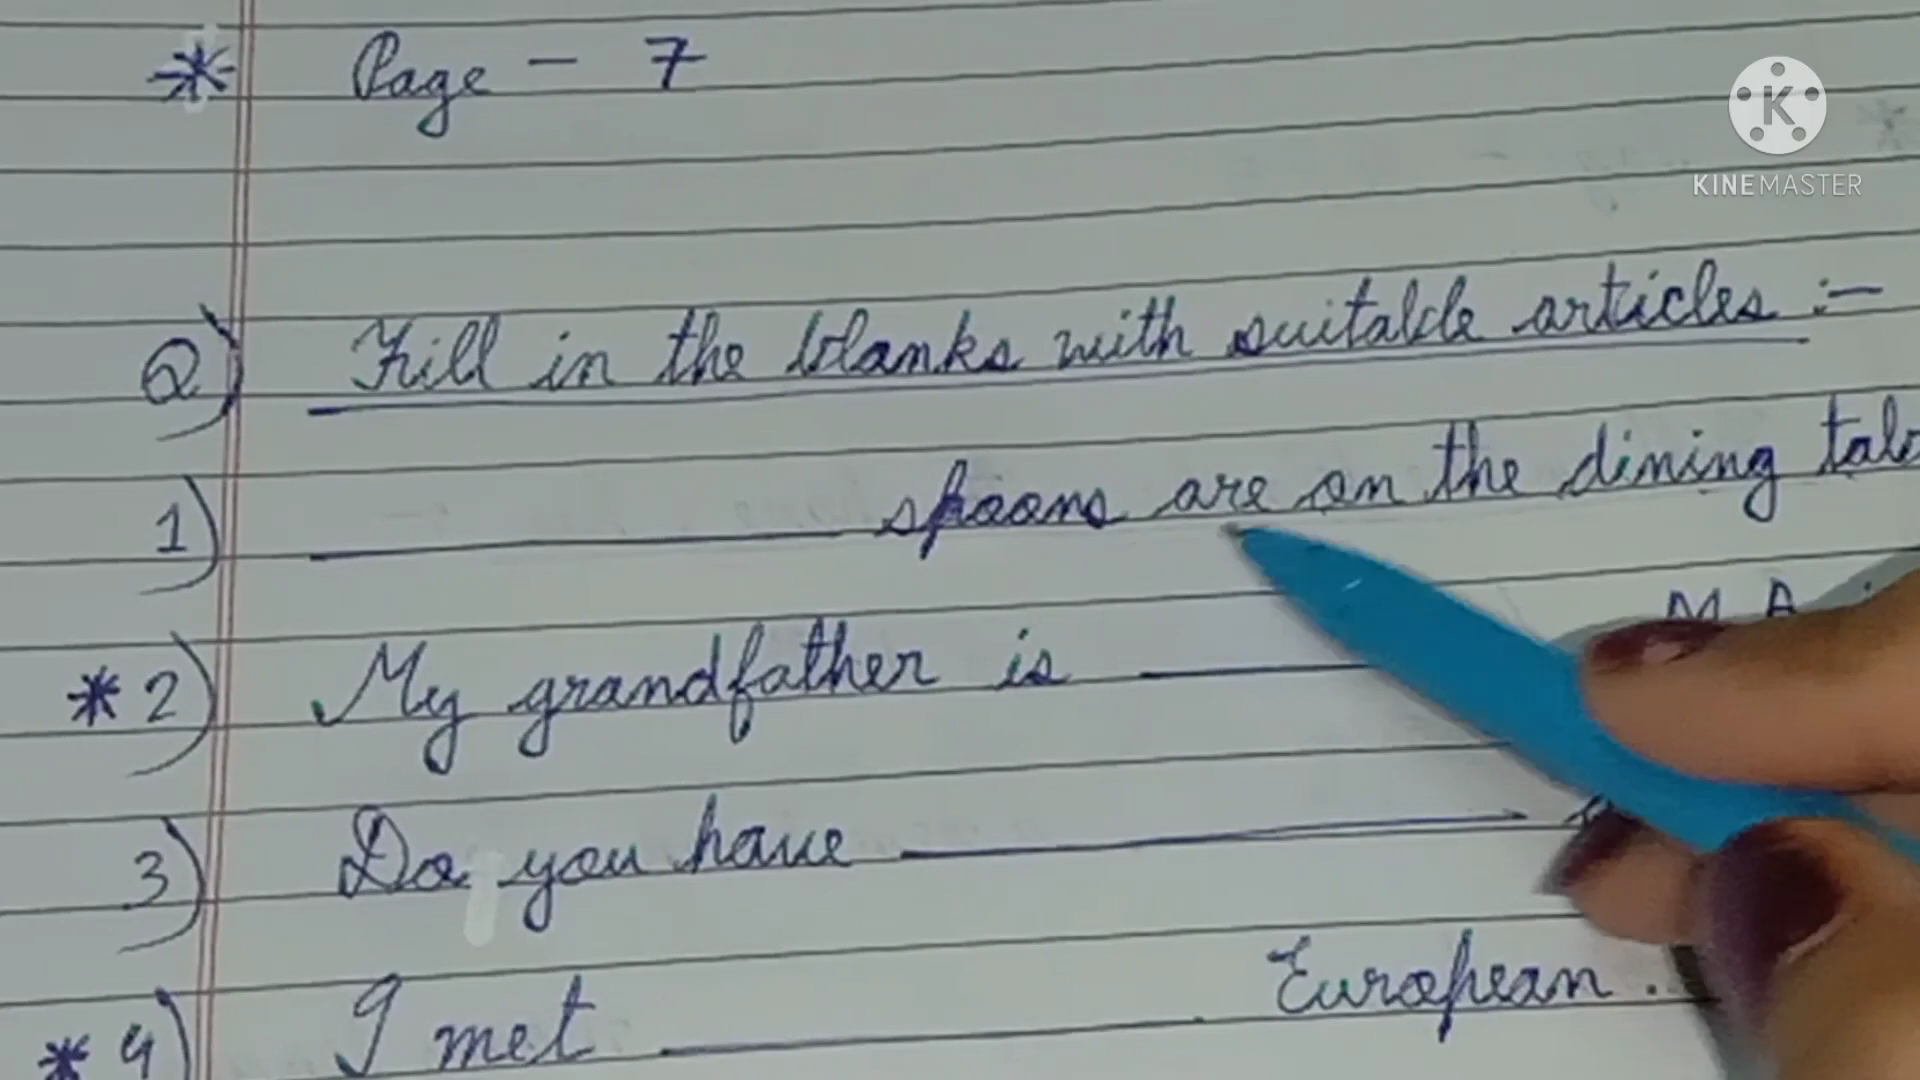 * Page - 7
K
KINEMASTER
Q) Fill in the blanks with suitable articles :-
1) ________ spoons are on the dining
*2) My grandfather is ________ M.A.
3) Do you have ________
*4) I met ________ European.